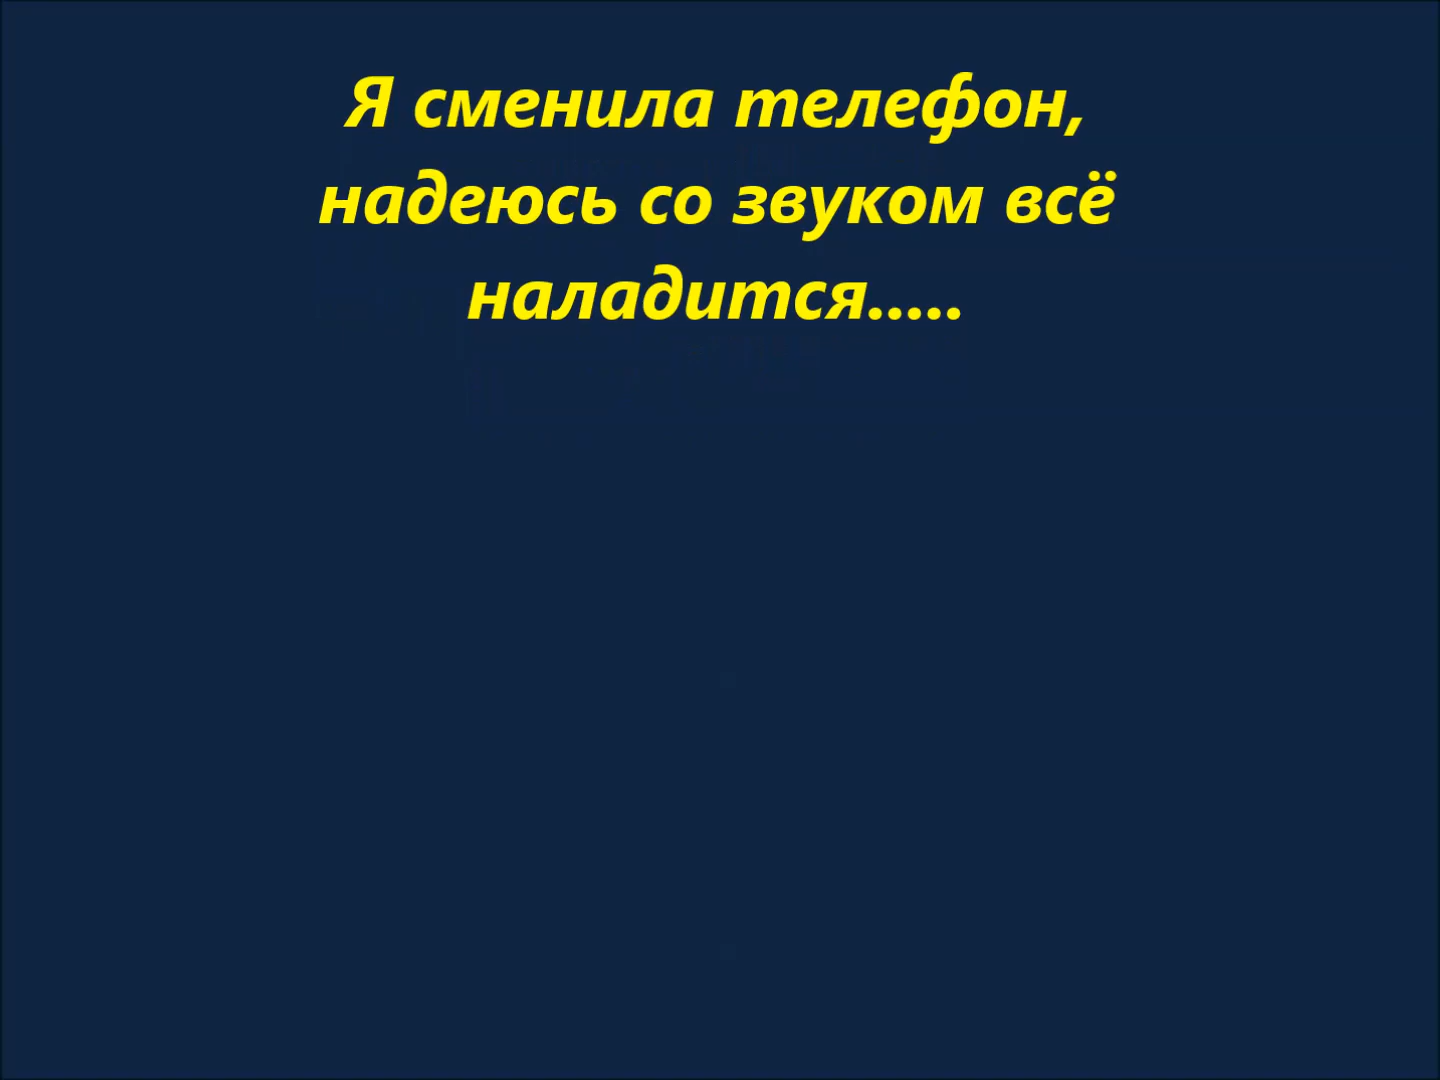 Я сменила телефон,
надеюсь со звуком всё
наладится.....